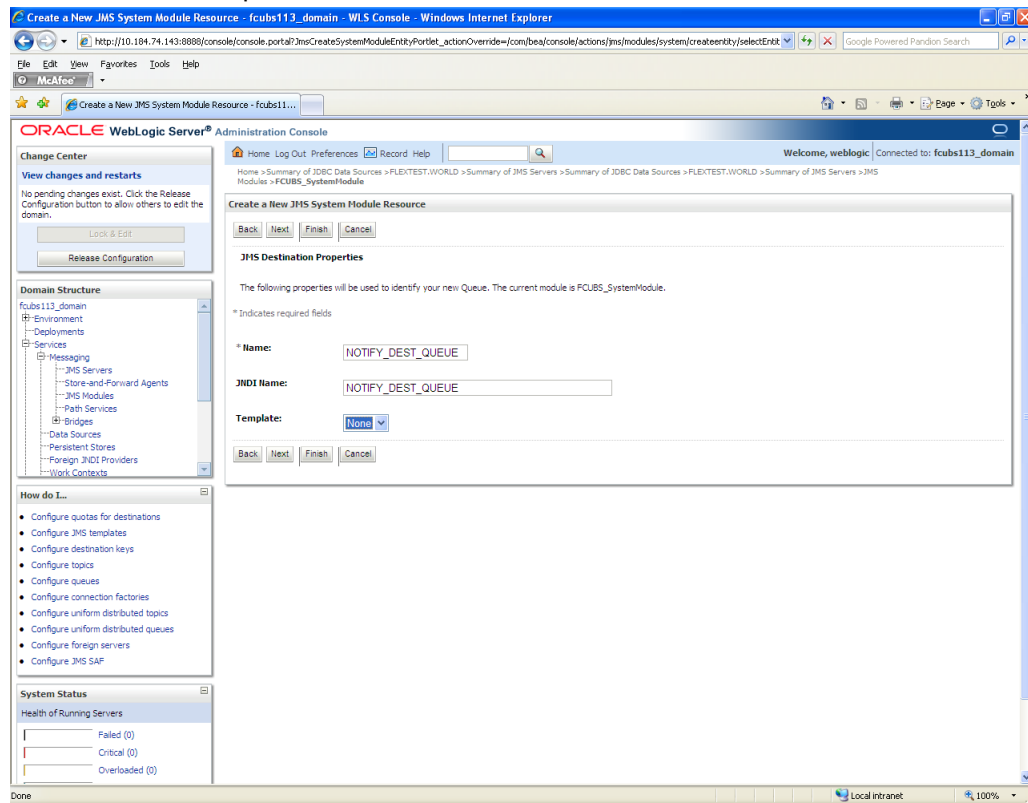 Create a New JMS System Module Resource - fcubs113_domain - WLS Console - Windows Internet Explorer
http://10.184.74.143:8888/console/console.portal?JmsCreateSystemModuleEntityPortlet_actionOverride=/com/bea/console/actions/jms/modules/system/createentity/selectEntit
Google Powered Pandion Search
File Edit View Favorites Tools Help
McAfee
Create a New JMS System Module Resource - fcubs11...
Page Tools
ORACLE WebLogic Server® Administration Console
Change Center
View changes and restarts
No pending changes exist. Click the Release
Configuration button to allow others to edit the
domain.
Lock & Edit
Release Configuration
Domain Structure
fcubs113_domain
Environment
Deployments
Services
Messaging
JMS Servers
Store-and-Forward Agents
JMS Modules
Path Services
Bridges
Data Sources
Persistent Stores
Foreign JNDI Providers
Work Contexts
How do I...
Configure quotas for destinations
Configure JMS templates
Configure destination keys
Configure topics
Configure queues
Configure connection factories
Configure uniform distributed topics
Configure uniform distributed queues
Configure foreign servers
Configure JMS SAF
System Status
Health of Running Servers
Failed (0)
Critical (0)
Overloaded (0)
Home Log Out Preferences Record Help
Welcome, weblogic Connected to: fcubs113_domain
Home >Summary of JDBC Data Sources >FLEXTEST.WORLD >Summary of JMS Servers >Summary of JDBC Data Sources >FLEXTEST.WORLD >Summary of JMS Servers >JMS
Modules >FCUBS_SystemModule
Create a New JMS System Module Resource
Back Next Finish Cancel
JMS Destination Properties
The following properties will be used to identify your new Queue. The current module is FCUBS_SystemModule.
* Indicates required fields
* Name: NOTIFY_DEST_QUEUE
JNDI Name: NOTIFY_DEST_QUEUE
Template: None
Back Next Finish Cancel
Done
Local intranet
100%